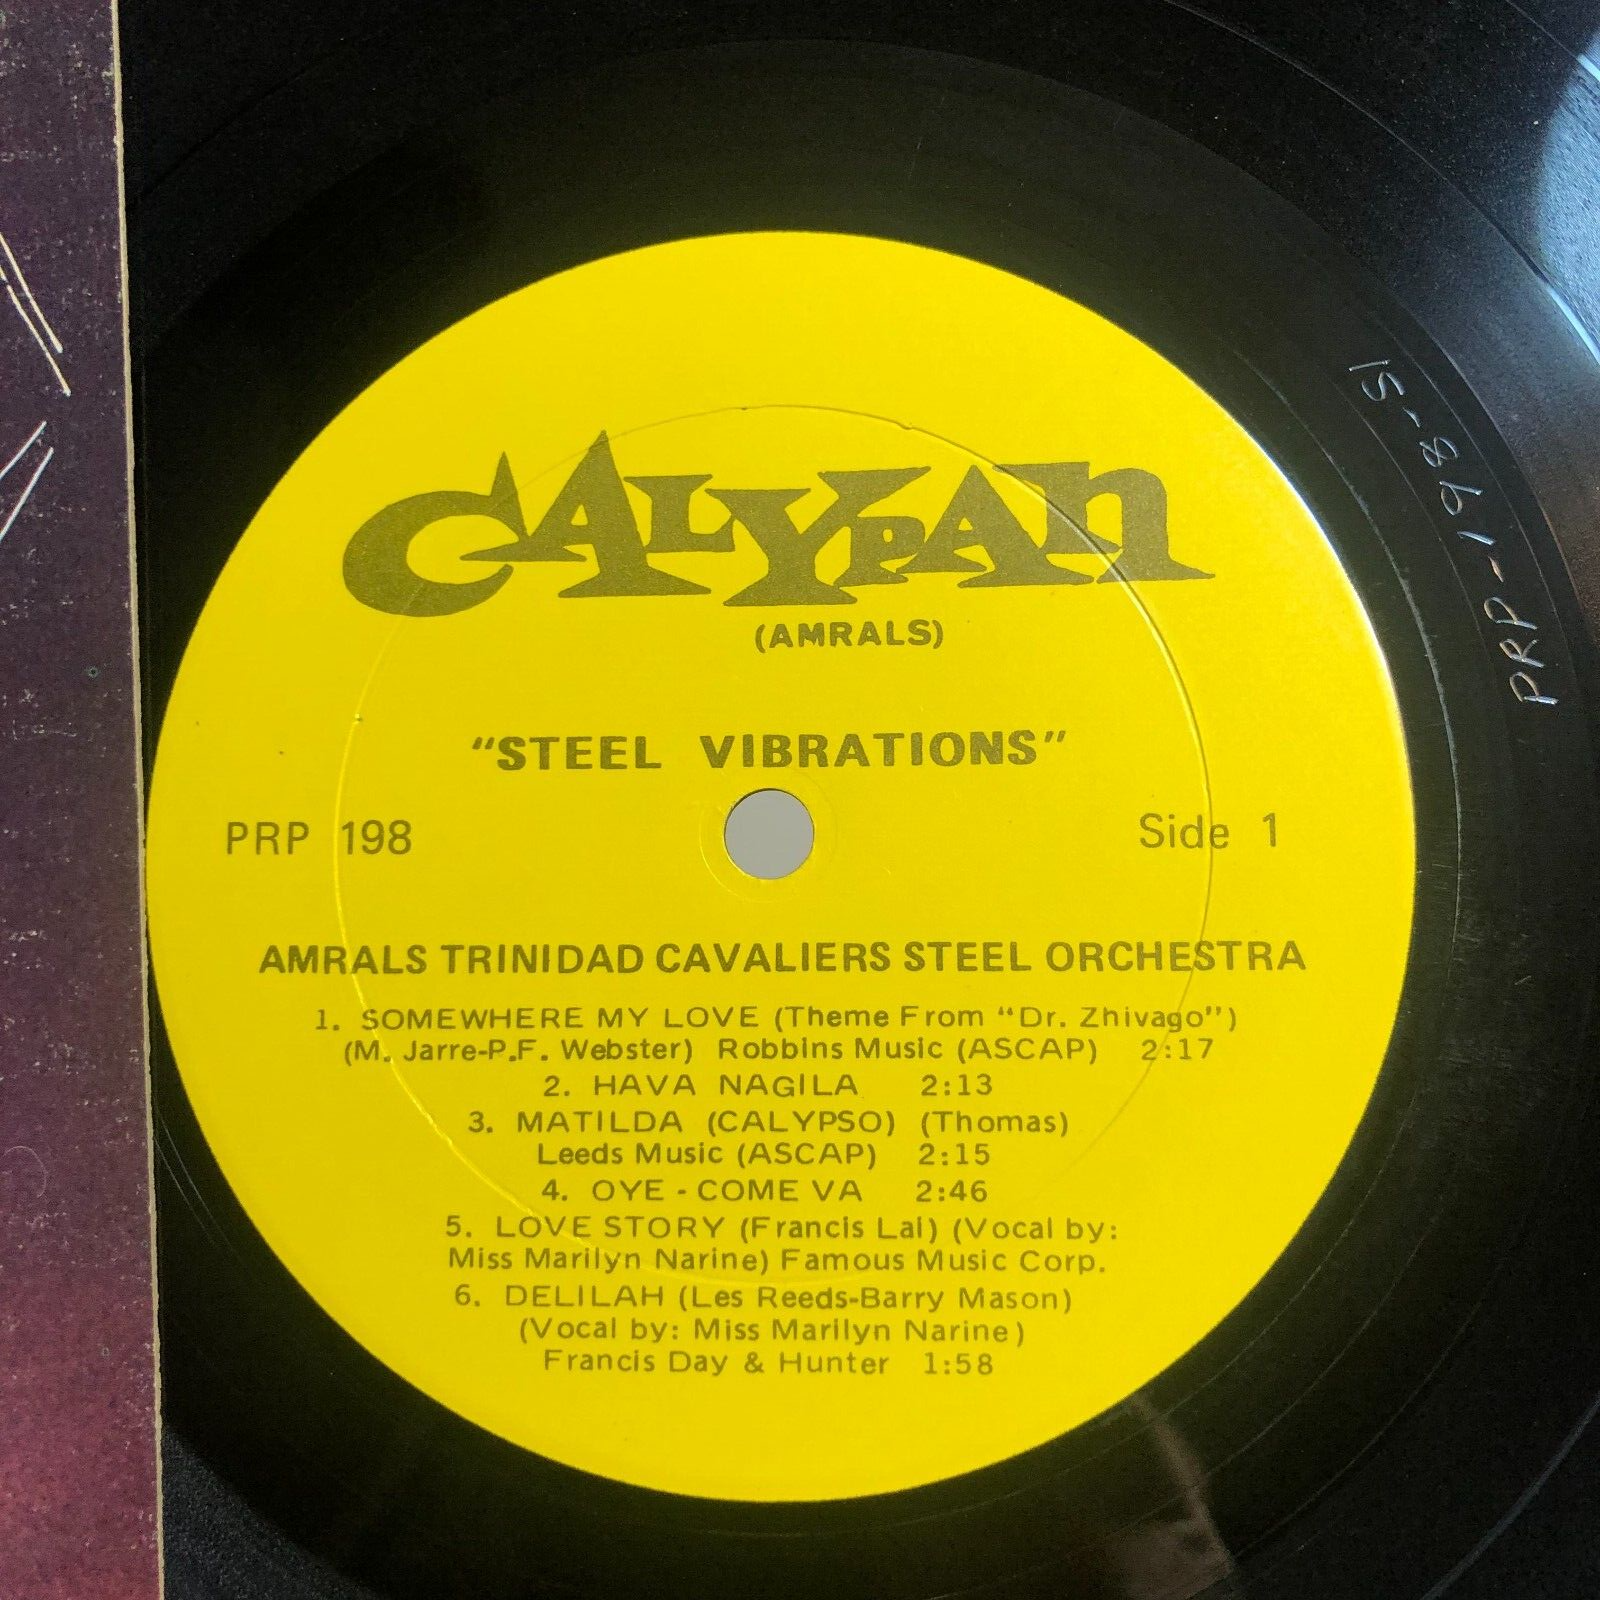 CALYPAN
(AMRALS)
"STEEL VIBRATIONS"
PRP 198
Side 1
AMRALS TRINIDAD CAVALIERS STEEL ORCHESTRA
1. SOMEWHERE MY LOVE (Theme From "Dr. Zhivago")
(M. Jarre-P.F. Webster) Robbins Music (ASCAP) 2:17
2. HAVA NAGILA 2:13
3. MATILDA (CALYPSO) (Thomas)
Leeds Music (ASCAP) 2:15
4. OYE - COME VA 2:46
5. LOVE STORY (Francis Lai) (Vocal by:
Miss Marilyn Narine) Famous Music Corp.
6. DELILAH (Les Reeds-Barry Mason)
(Vocal by: Miss Marilyn Narine)
Francis Day & Hunter 1:58
PRP-198-S1